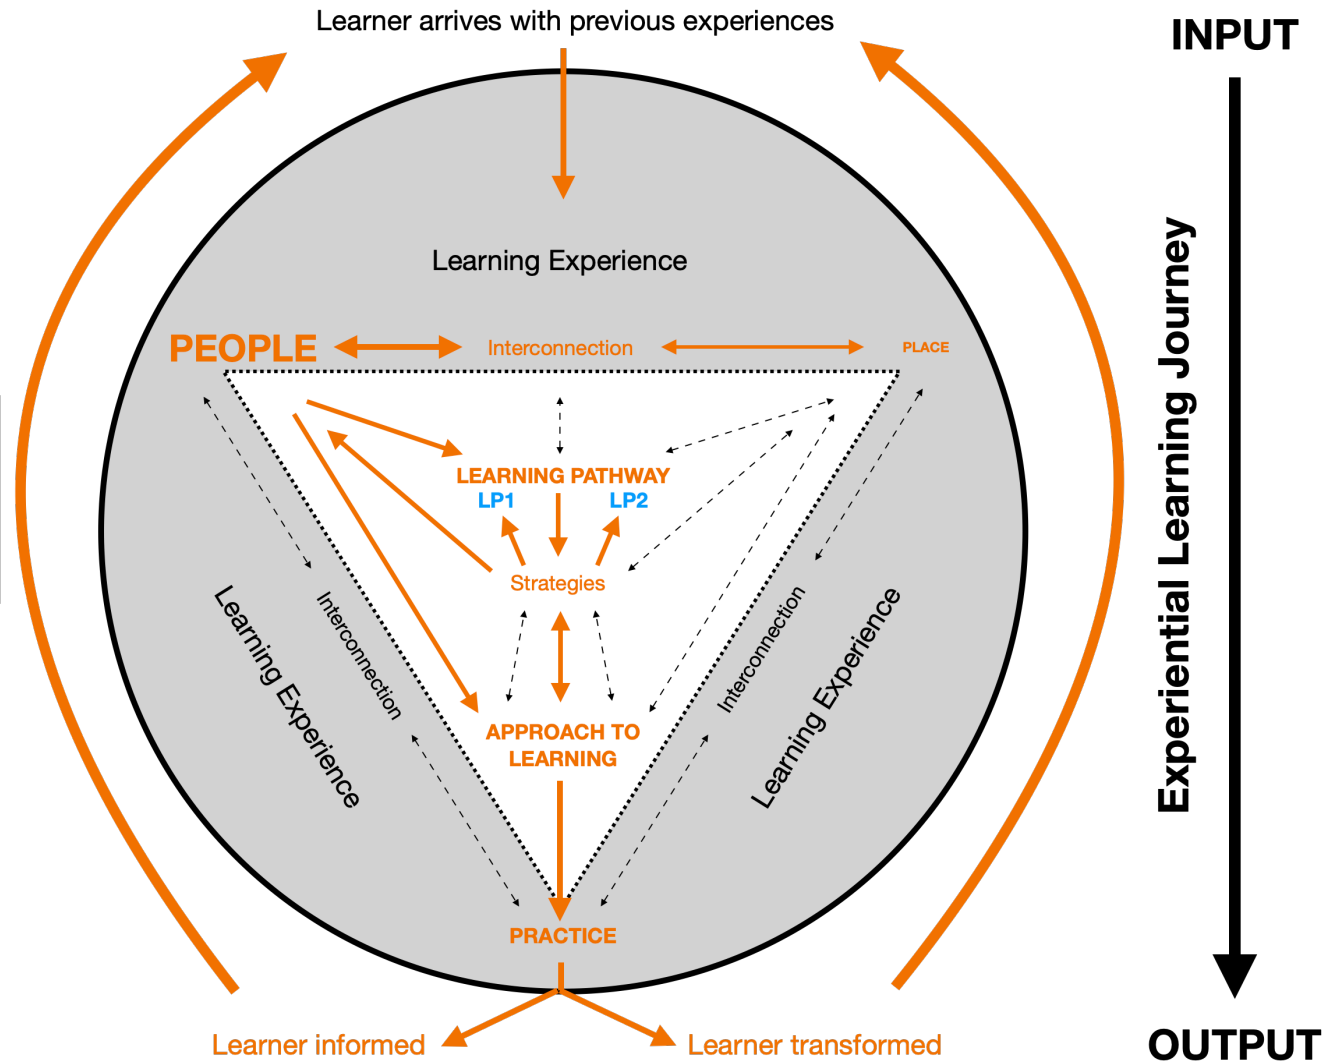 Learner arrives with previous experiences
INPUT
Learning Experience
PEOPLE
Interconnection
PLACE
LEARNING PATHWAY
LP1
LP2
Strategies
Interconnection
Interconnection
Learning Experience
Learning Experience
Experiential Learning Journey
APPROACH TO
LEARNING
PRACTICE
Learner informed
Learner transformed
OUTPUT